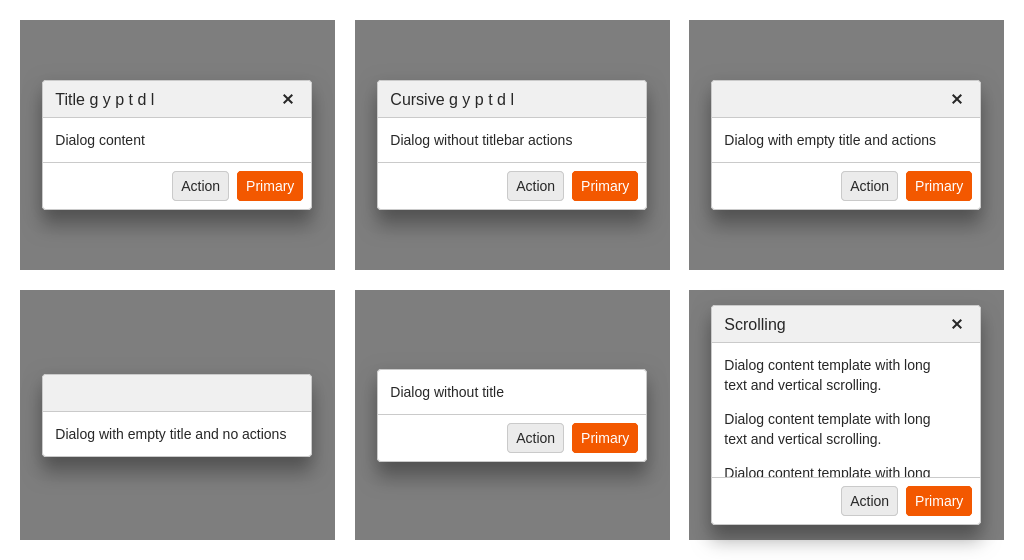 Title g y p t d l ✕
Dialog content
Action Primary
Cursive g y p t d l
Dialog without titlebar actions
Action Primary
✕
Dialog with empty title and actions
Action Primary
Dialog with empty title and no actions
Dialog without title
Action Primary
Scrolling ✕
Dialog content template with long
text and vertical scrolling.
Dialog content template with long
text and vertical scrolling.
Dialog content template with long
Action Primary